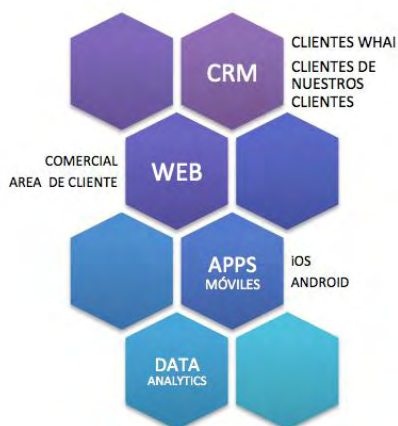 CRM
CLIENTES WHAI
CLIENTES DE
NUESTROS
CLIENTES
COMERCIAL
AREA DE CLIENTE
WEB
APPS
MÓVILES
iOS
ANDROID
DATA
ANALYTICS